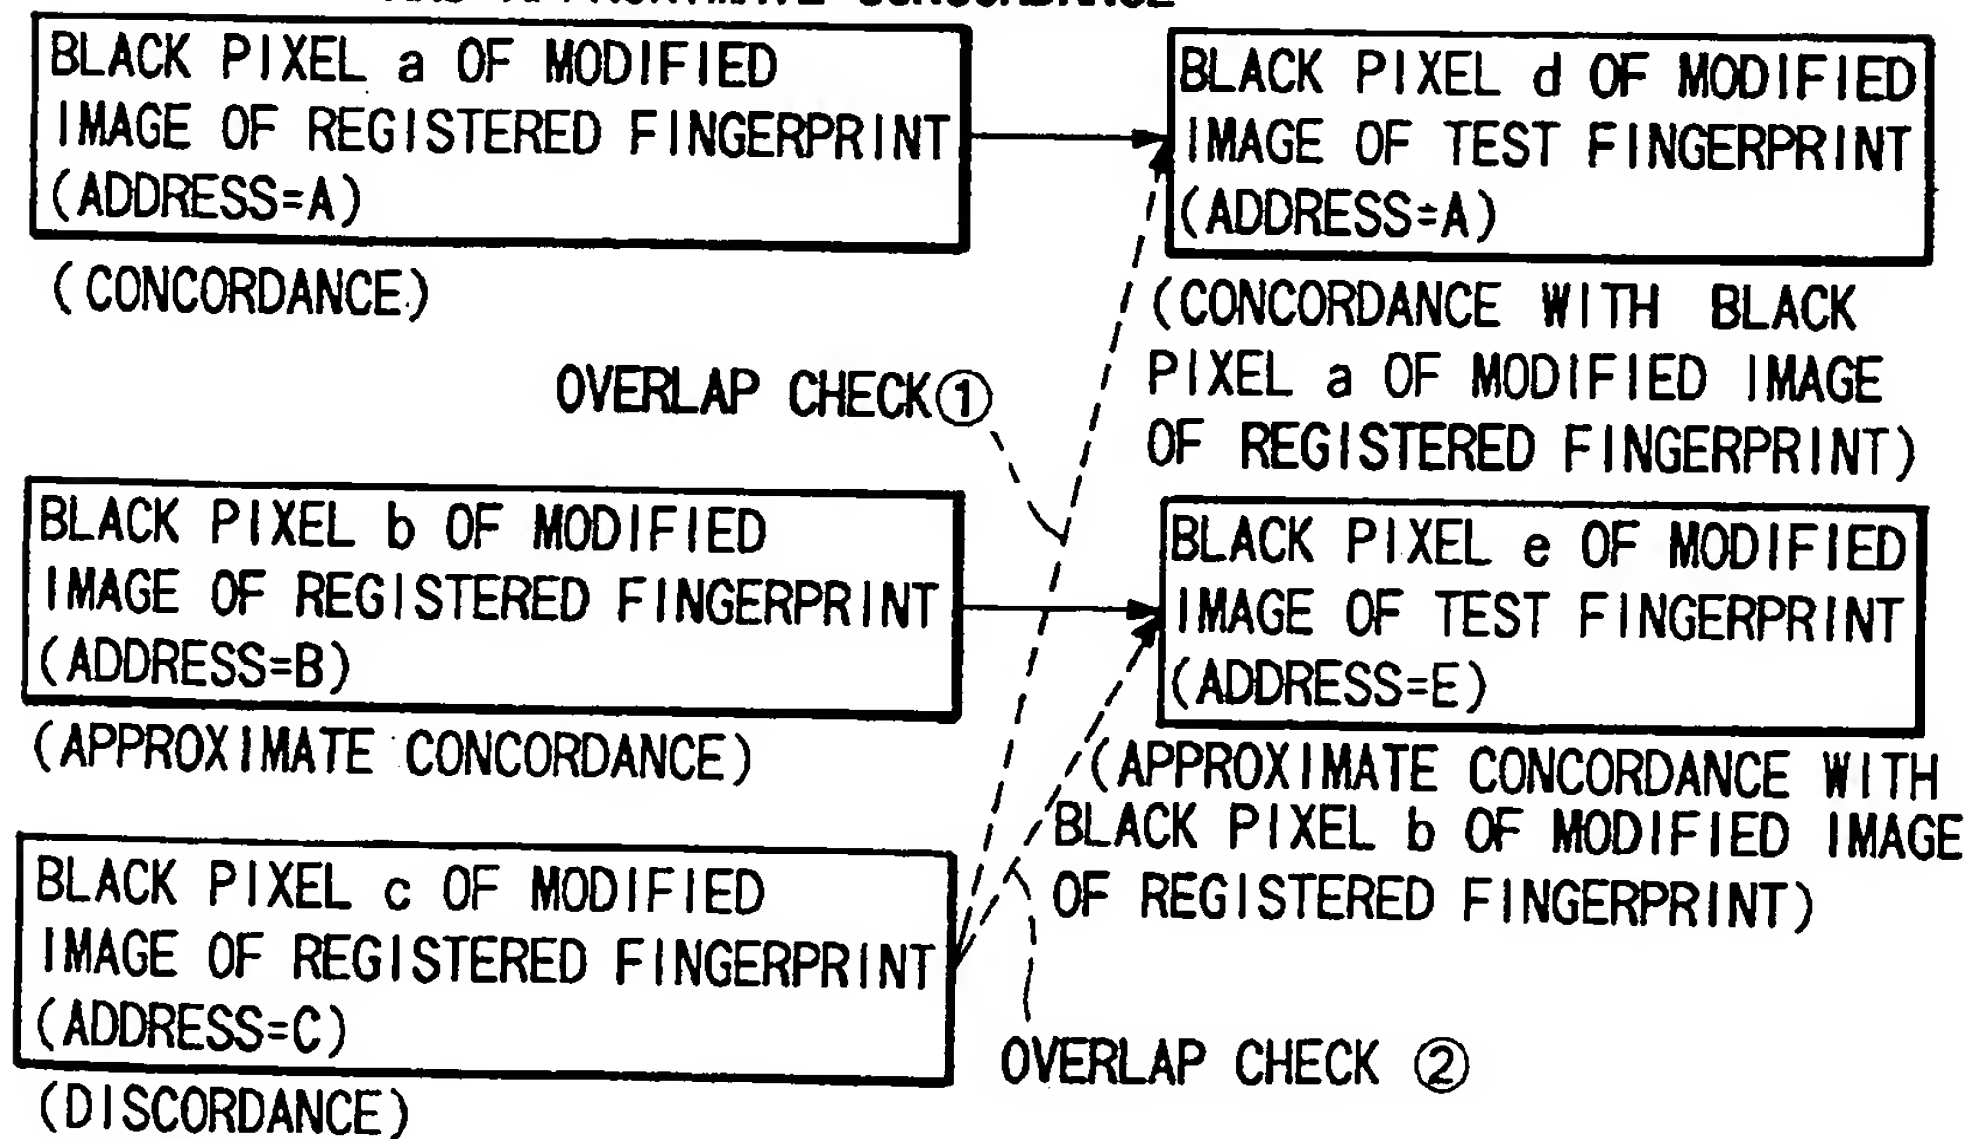 BLACK PIXEL a OF MODIFIED
IMAGE OF REGISTERED FINGERPRINT
(ADDRESS=A)
(CONCORDANCE)
BLACK PIXEL d OF MODIFIED
IMAGE OF TEST FINGERPRINT
(ADDRESS=A)
(CONCORDANCE WITH BLACK
PIXEL a OF MODIFIED IMAGE
OF REGISTERED FINGERPRINT)
OVERLAP CHECK①
BLACK PIXEL b OF MODIFIED
IMAGE OF REGISTERED FINGERPRINT
(ADDRESS=B)
(APPROXIMATE CONCORDANCE)
BLACK PIXEL e OF MODIFIED
IMAGE OF TEST FINGERPRINT
(ADDRESS=E)
(APPROXIMATE CONCORDANCE WITH
BLACK PIXEL b OF MODIFIED IMAGE
OF REGISTERED FINGERPRINT)
BLACK PIXEL c OF MODIFIED
IMAGE OF REGISTERED FINGERPRINT
(ADDRESS=C)
(DISCORDANCE)
OVERLAP CHECK ②